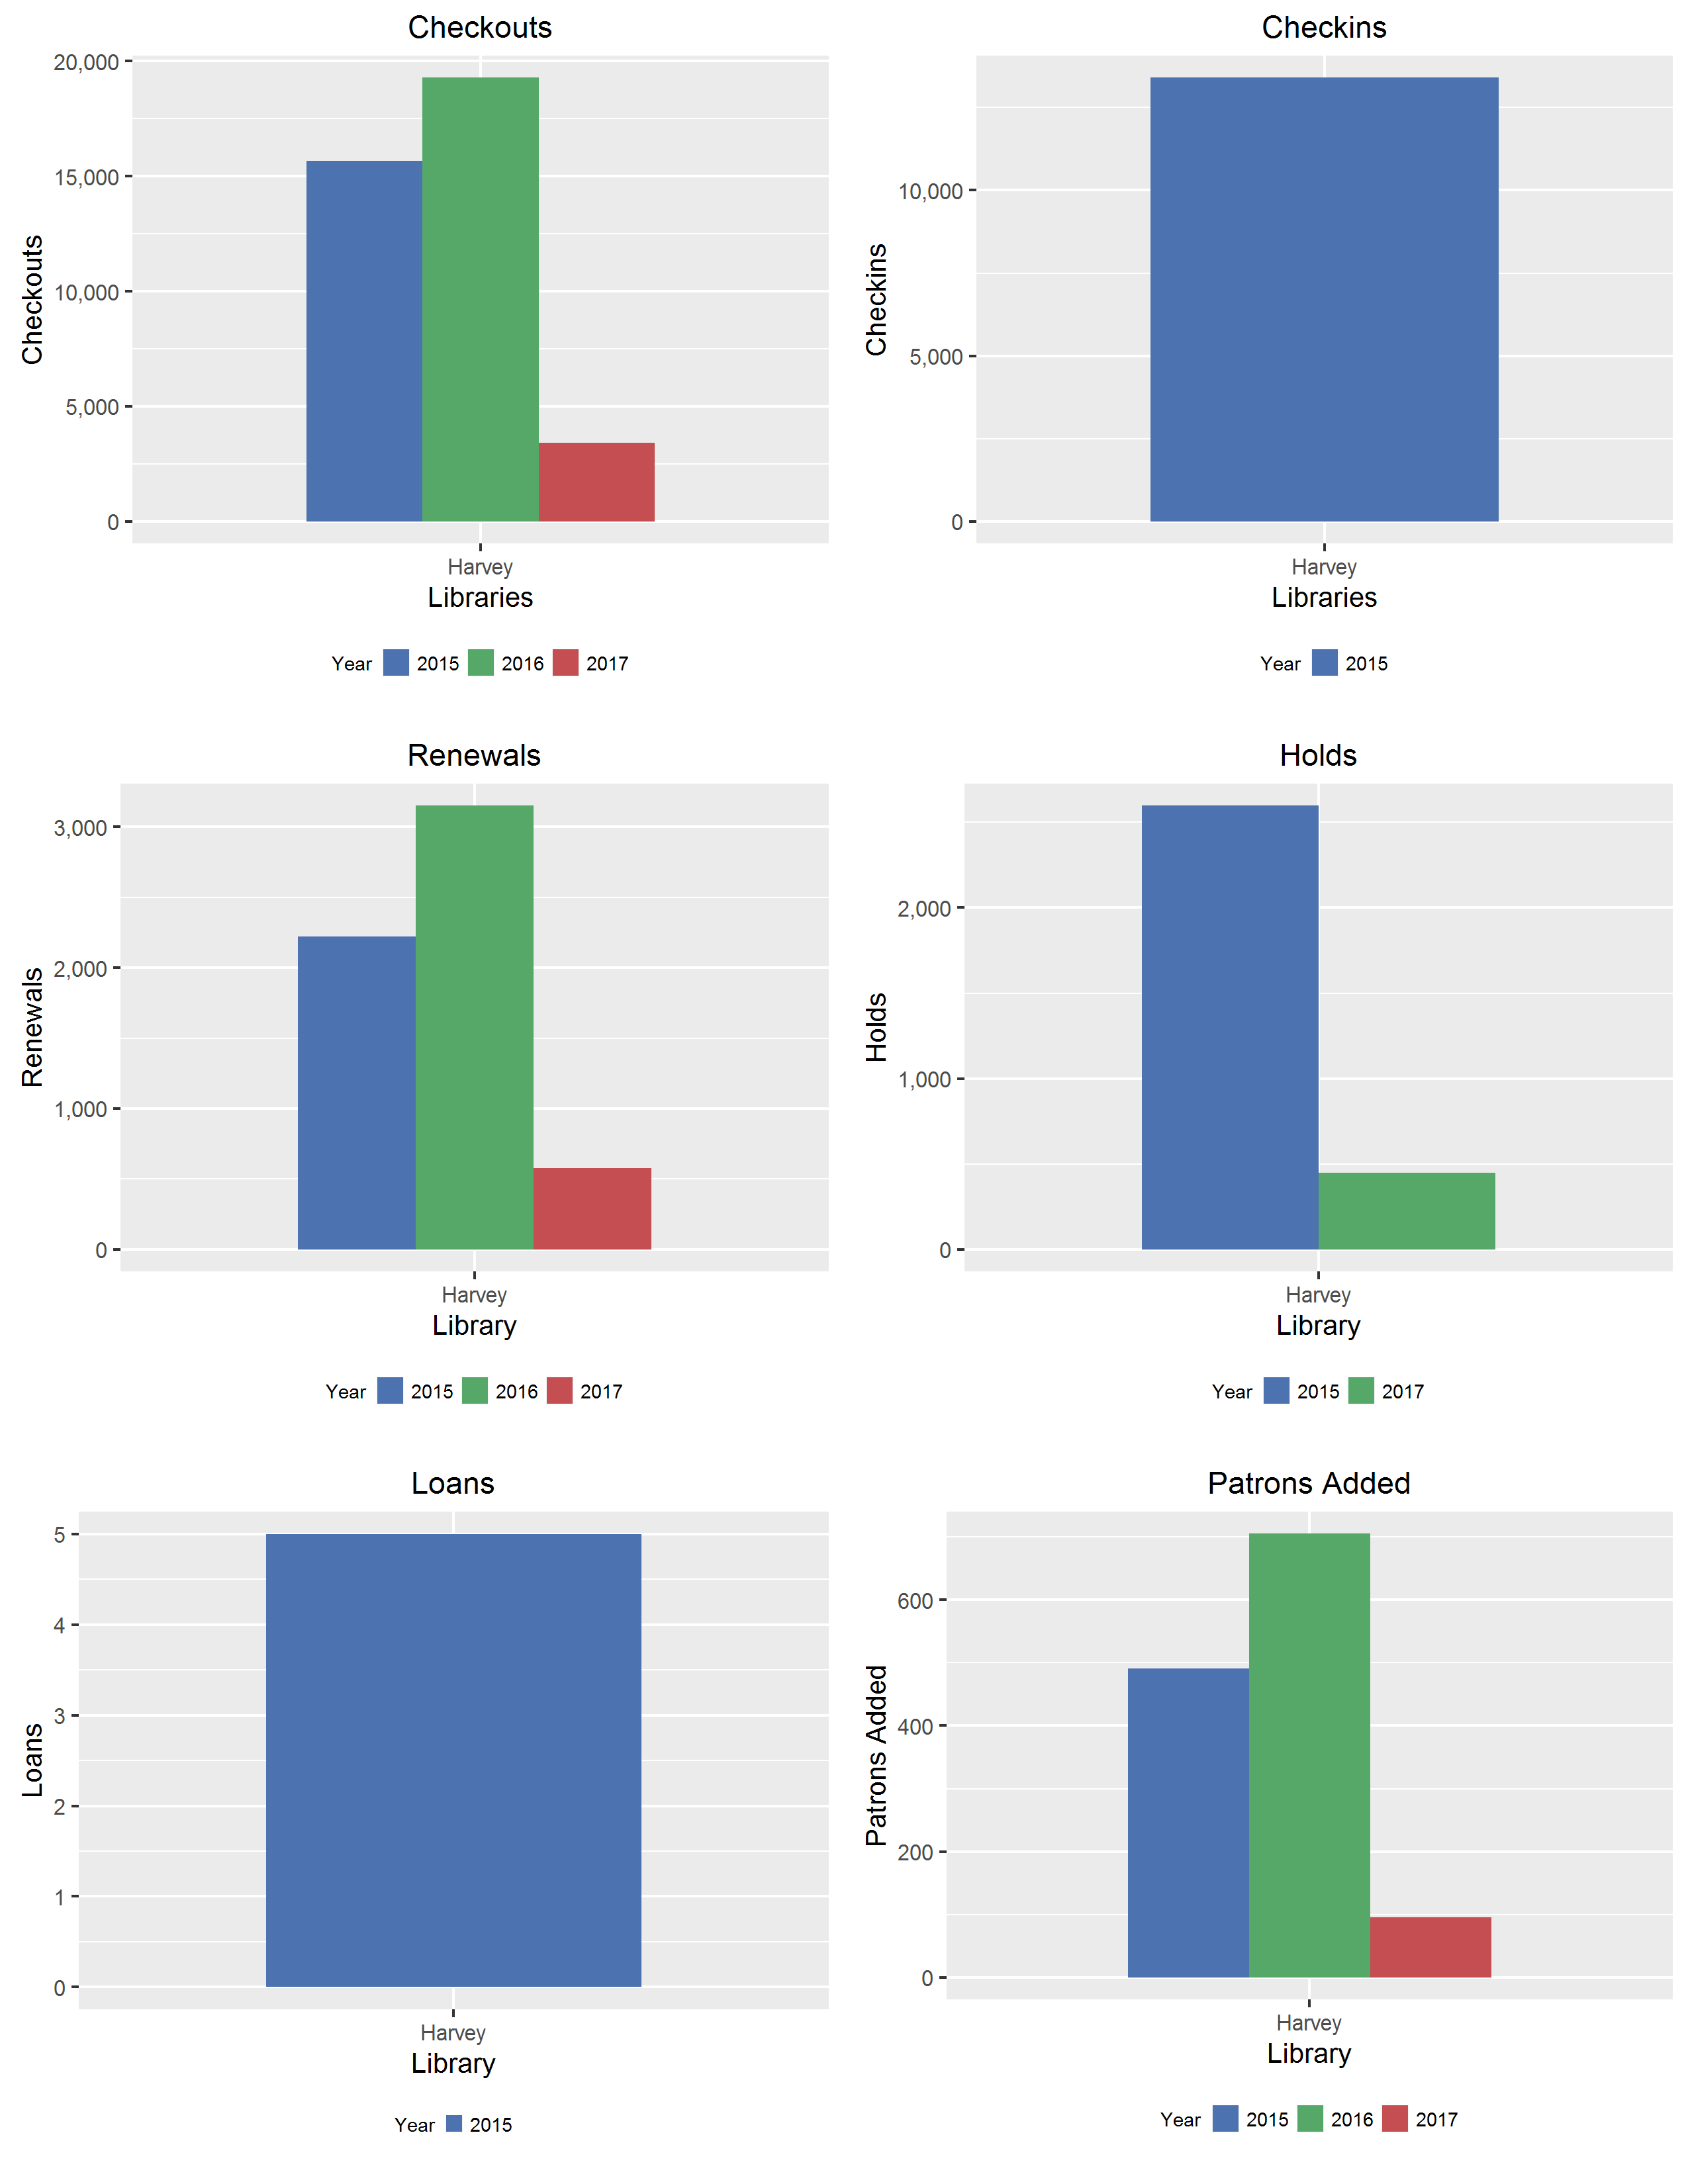 Checkouts
20,000
15,000
10,000
5,000
0
Checkouts
Harvey
Libraries
Year 2015 2016 2017
Checkins
10,000
5,000
0
Checkins
Harvey
Libraries
Year 2015
Renewals
3,000
2,000
1,000
0
Renewals
Harvey
Library
Year 2015 2016 2017
Holds
2,000
1,000
0
Holds
Harvey
Library
Year 2015 2017
Loans
5
4
3
2
1
0
Loans
Harvey
Library
Year 2015
Patrons Added
600
400
200
0
Patrons Added
Harvey
Library
Year 2015 2016 2017